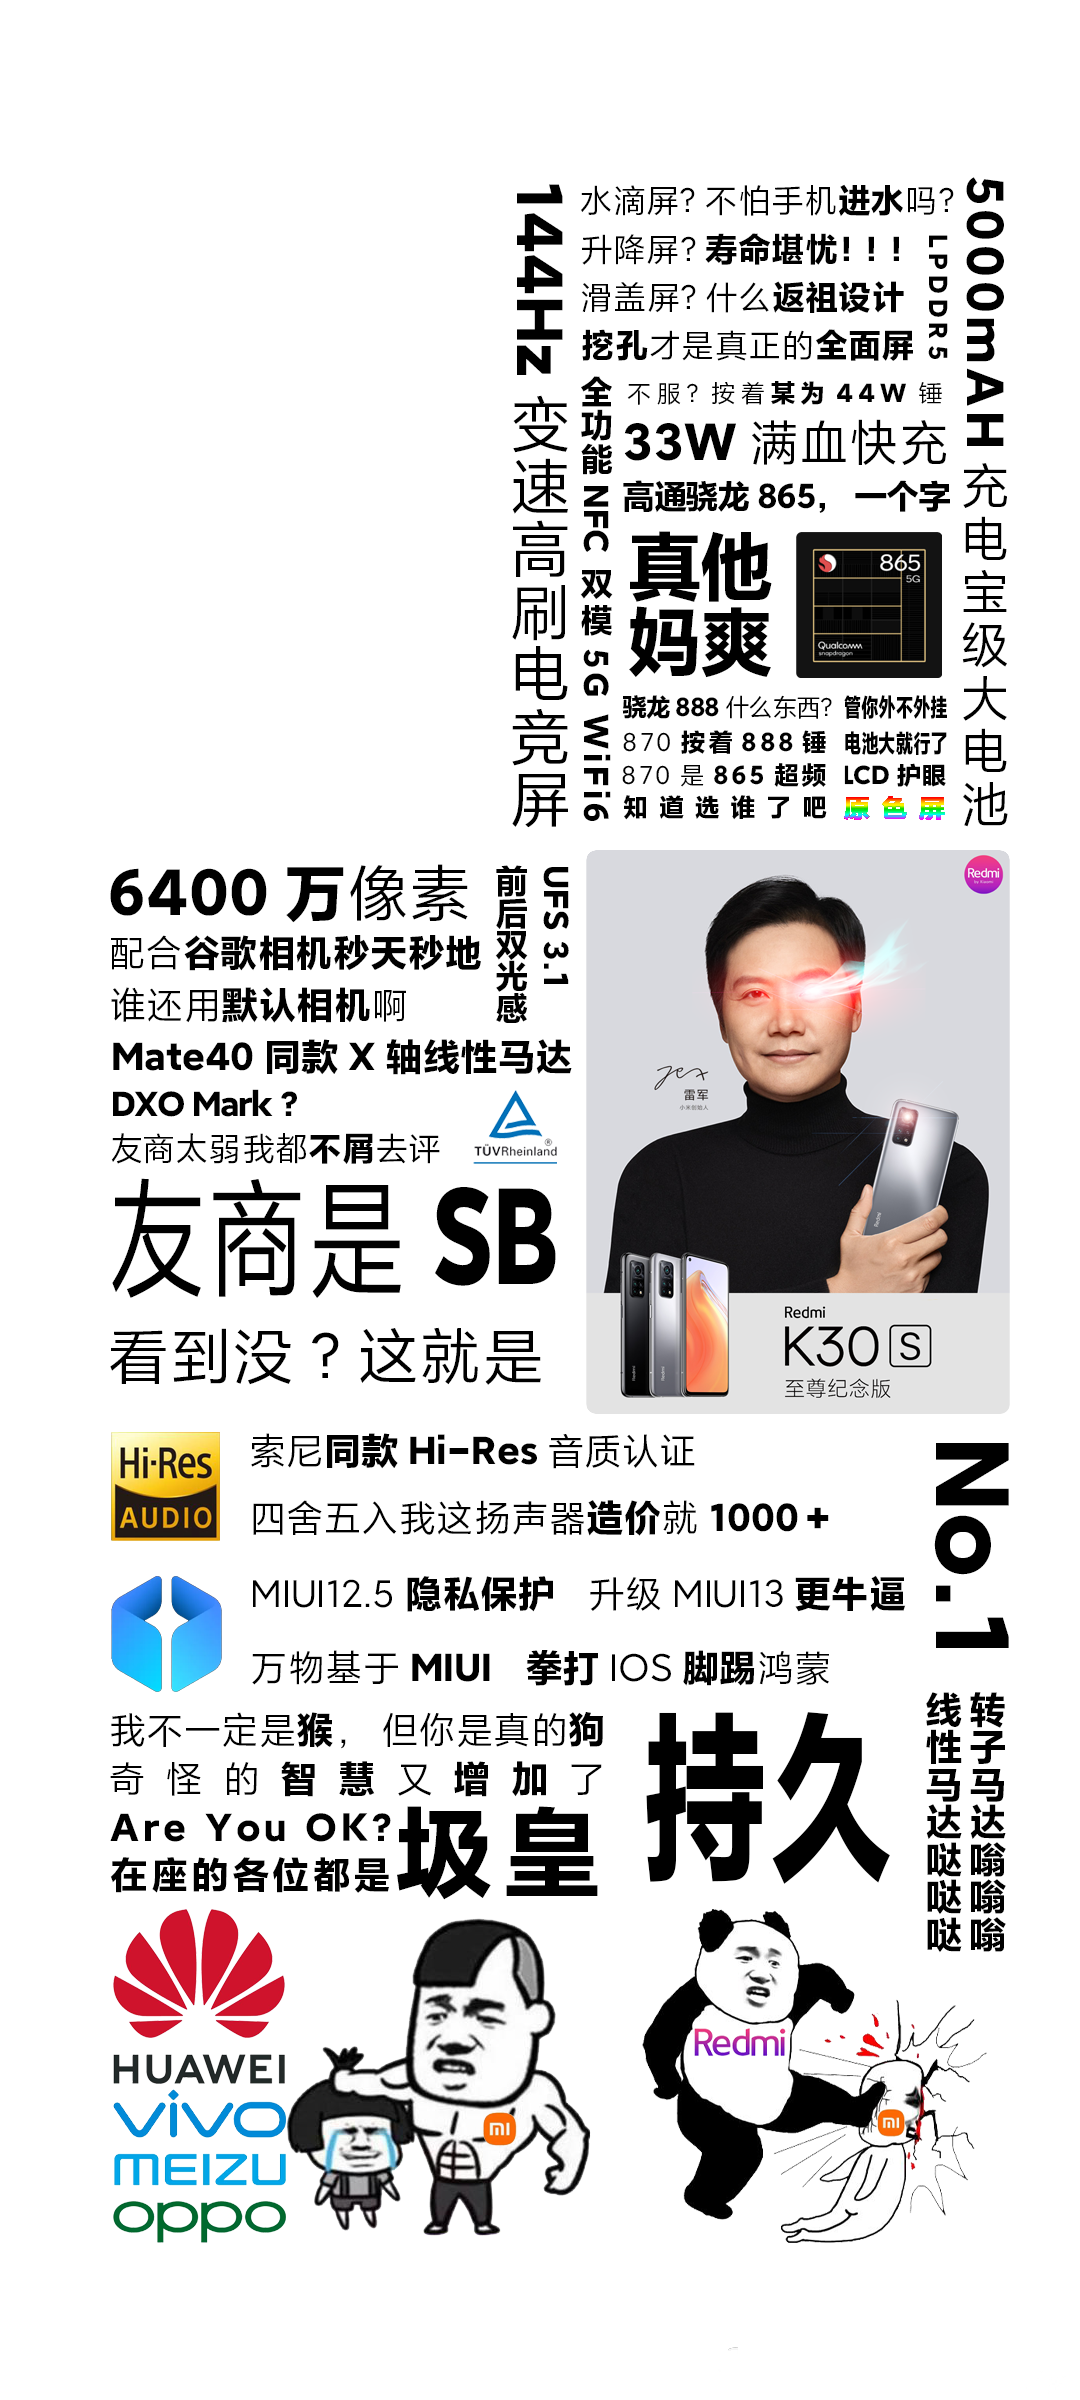 144Hz 变速高刷电竞屏
水滴屏? 不怕手机进水吗?
升降屏? 寿命堪忧！！！
滑盖屏? 什么返祖设计
挖孔才是真正的全面屏
LPDDR5
5000mAH 充电宝级大电池
全功能 NFC 双模 5G WiFi6
不服? 按着某为 44W 锤
33W 满血快充
高通骁龙 865， 一个字
真他
妈爽
865
5G
Qualcomm
snapdragon
骁龙 888 什么东西?
870 按着 888 锤
870 是 865 超频
知道选谁了吧
管你外不外挂
电池大就行了
LCD 护眼
原色屏
6400 万像素
配合谷歌相机秒天秒地
谁还用默认相机啊
前后双光感
UFS 3.1
Mate40 同款 X 轴线性马达
DXO Mark ?
友商太弱我都不屑去评
TÜVRheinland
®
友商是 SB
看到没 ? 这就是
Redmi
by Xiaomi
雷军
小米创始人
Redmi
Redmi
K30 S
至尊纪念版
Hi-Res
AUDIO
索尼同款 Hi-Res 音质认证
四舍五入我这扬声器造价就 1000 +
MIUI12.5 隐私保护 升级 MIUI13 更牛逼
万物基于 MIUI 拳打 IOS 脚踢鸿蒙
No.1
我不一定是猴， 但你是真的狗
奇怪的智慧又增加了
Are You OK?
在座的各位都是圾皇
持久
转子马达嗡嗡嗡
线性马达哒哒哒
HUAWEI
vivo
MEIZU
oppo
mi
Redmi
mi